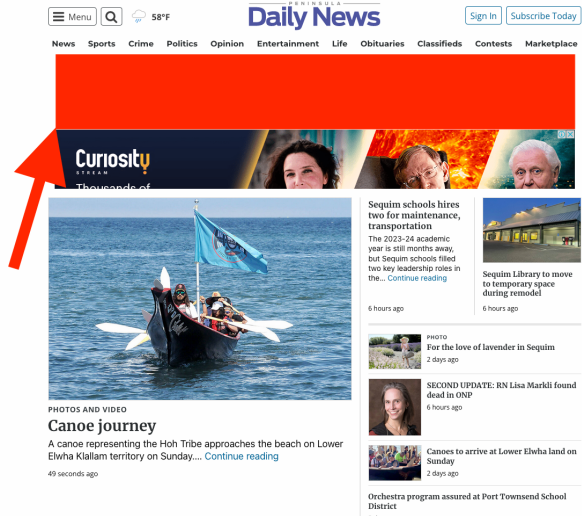 Menu
58°F
PENINSULA
Daily News
Sign In
Subscribe Today
News Sports Crime Politics Opinion Entertainment Life Obituaries Classifieds Contests Marketplace
CURIOSITY
STREAM
Thousands of
Sequim schools hires
two for maintenance,
transportation
The 2023-24 academic
year is still months away,
but Sequim schools filled
two key leadership roles in
the... Continue reading
6 hours ago
Sequim Library to move
to temporary space
during remodel
6 hours ago
PHOTO
For the love of lavender in Sequim
2 days ago
SECOND UPDATE: RN Lisa Markli found
dead in ONP
6 hours ago
Canoes to arrive at Lower Elwha land on
Sunday
2 days ago
Orchestra program assured at Port Townsend School
District
PHOTOS AND VIDEO
Canoe journey
A canoe representing the Hoh Tribe approaches the beach on Lower
Elwha Klallam territory on Sunday.... Continue reading
49 seconds ago